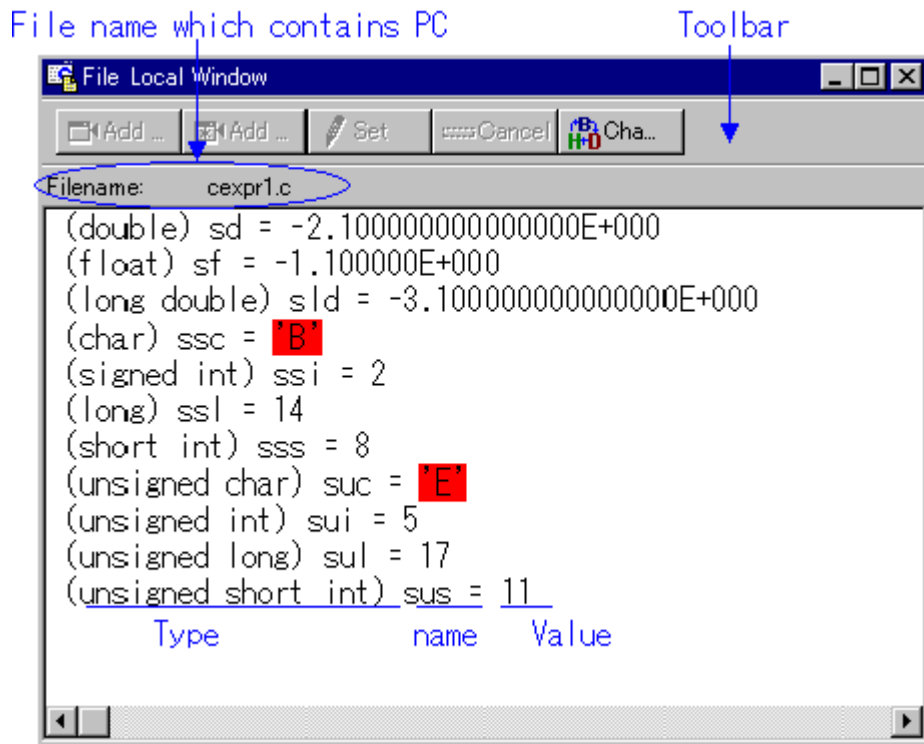 File name which contains PC
Toolbar
File Local Window
Add ... Add ... Set Cancel Cha...
Filename: cexpr1.c
(double) sd = -2.100000000000000E+000
(float) sf = -1.100000E+000
(long double) sld = -3.100000000000000E+000
(char) ssc = 'B'
(signed int) ssi = 2
(long) ssl = 14
(short int) sss = 8
(unsigned char) suc = 'E'
(unsigned int) sui = 5
(unsigned long) sul = 17
(unsigned short int) sus = 11
Type name Value